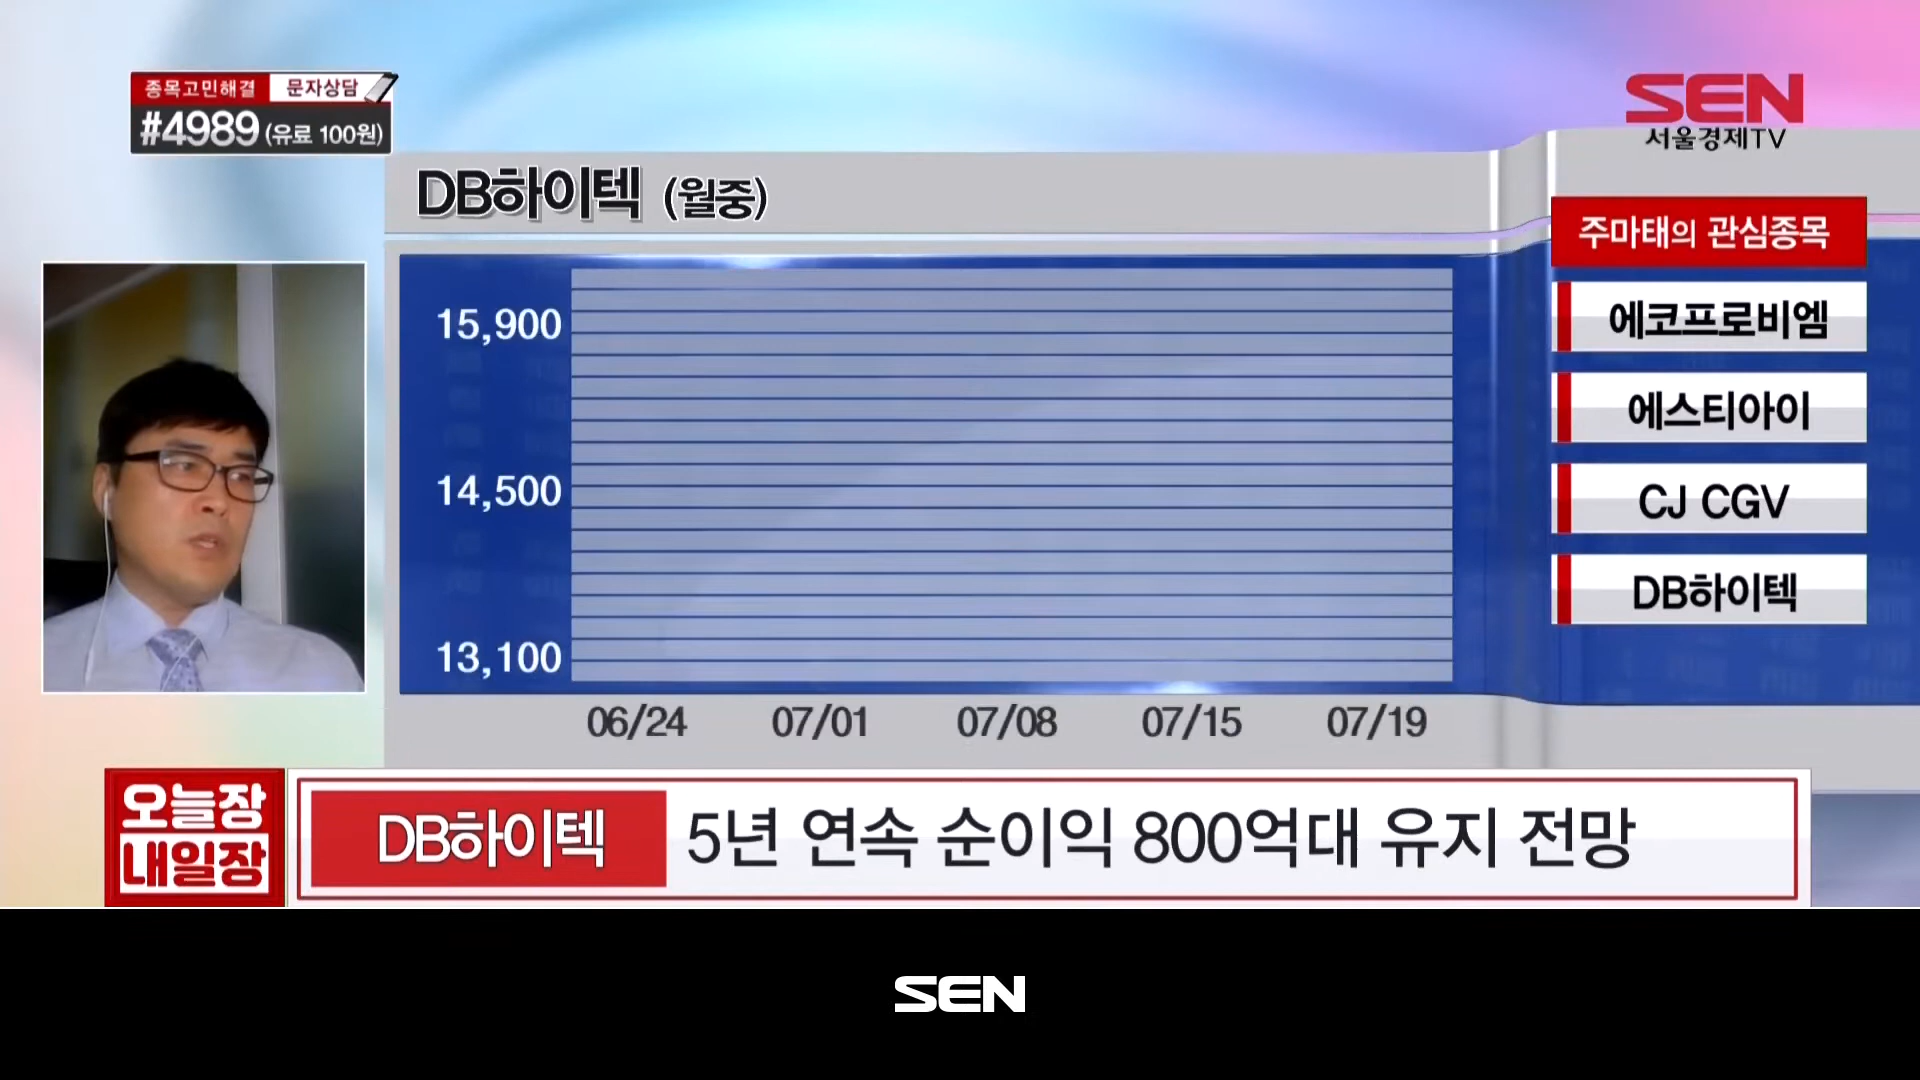 종목고민해결 문자상담
#4989 (유료 100원)
SEN
서울경제TV
DB하이텍 (월중)
15,900
14,500
13,100
06/24 07/01 07/08 07/15 07/19
주마태의 관심종목
에코프로비엠
에스티아이
CJ CGV
DB하이텍
오늘장
내일장
DB하이텍 5년 연속 순이익 800억대 유지 전망
SEN